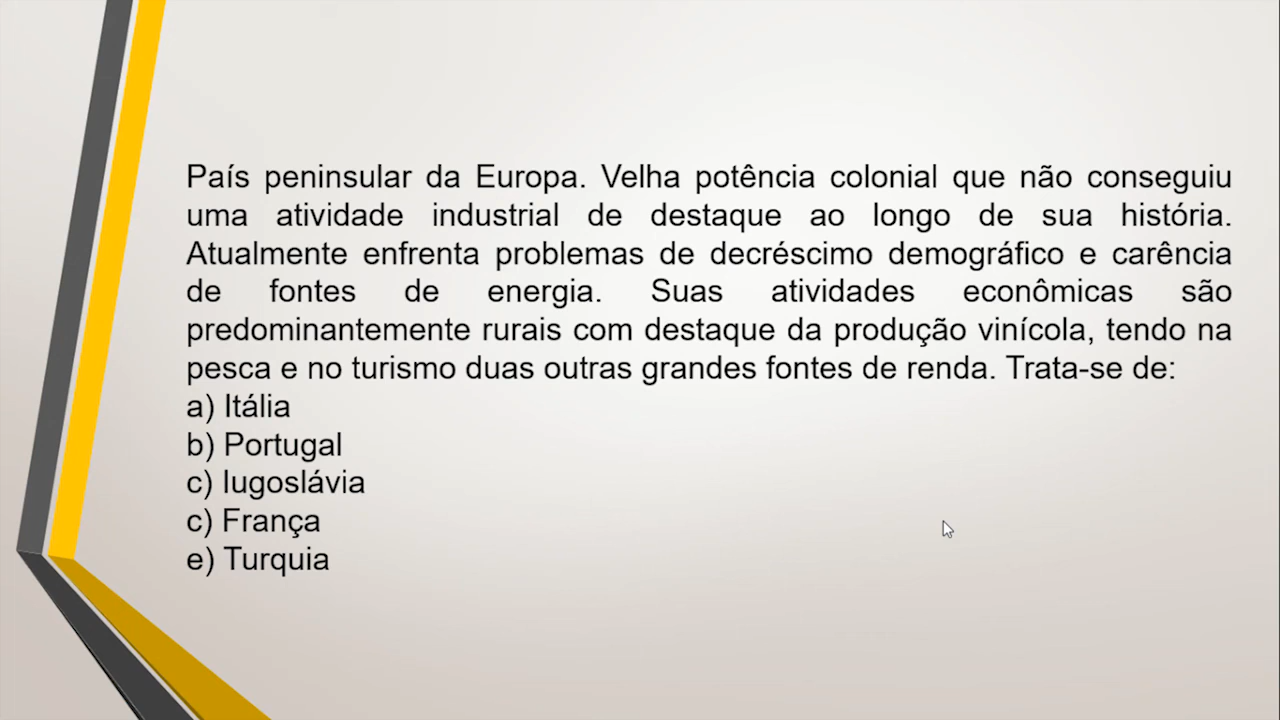 País peninsular da Europa. Velha potência colonial que não conseguiu
uma atividade industrial de destaque ao longo de sua história.
Atualmente enfrenta problemas de decréscimo demográfico e carência
de fontes de energia. Suas atividades econômicas são
predominantemente rurais com destaque da produção vinícola, tendo na
pesca e no turismo duas outras grandes fontes de renda. Trata-se de:
a) Itália
b) Portugal
c) Iugoslávia
c) França
e) Turquia